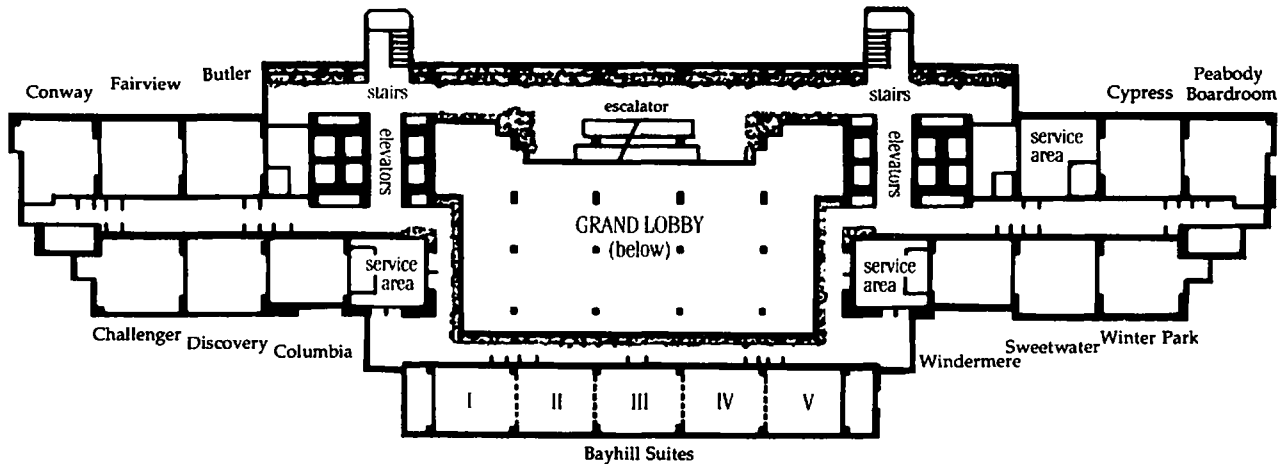 Conway
Fairview
Butler
Cypress
Peabody
Boardroom
stairs
escalator
stairs
elevators
elevators
service
area
GRAND LOBBY
(below)
service
area
service
area
Challenger
Discovery
Columbia
Windermere
Sweetwater
Winter Park
I
II
III
IV
V
Bayhill Suites